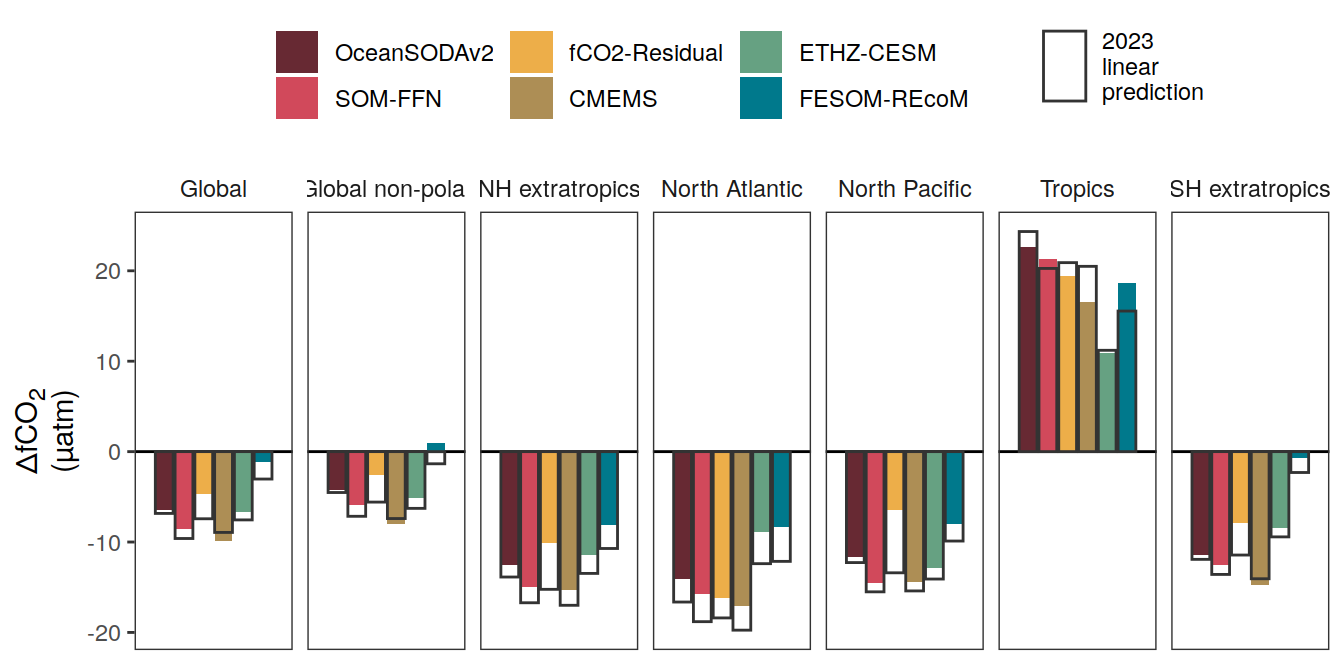 OceanSODAv2 fCO2-Residual ETHZ-CESM
SOM-FFN CMEMS FESOM-REcoM
2023
linear
prediction
Global Global non-pola NH extratropics North Atlantic North Pacific Tropics SH extratropics
20
10
0
-10
-20
ΔfCO₂
(µatm)